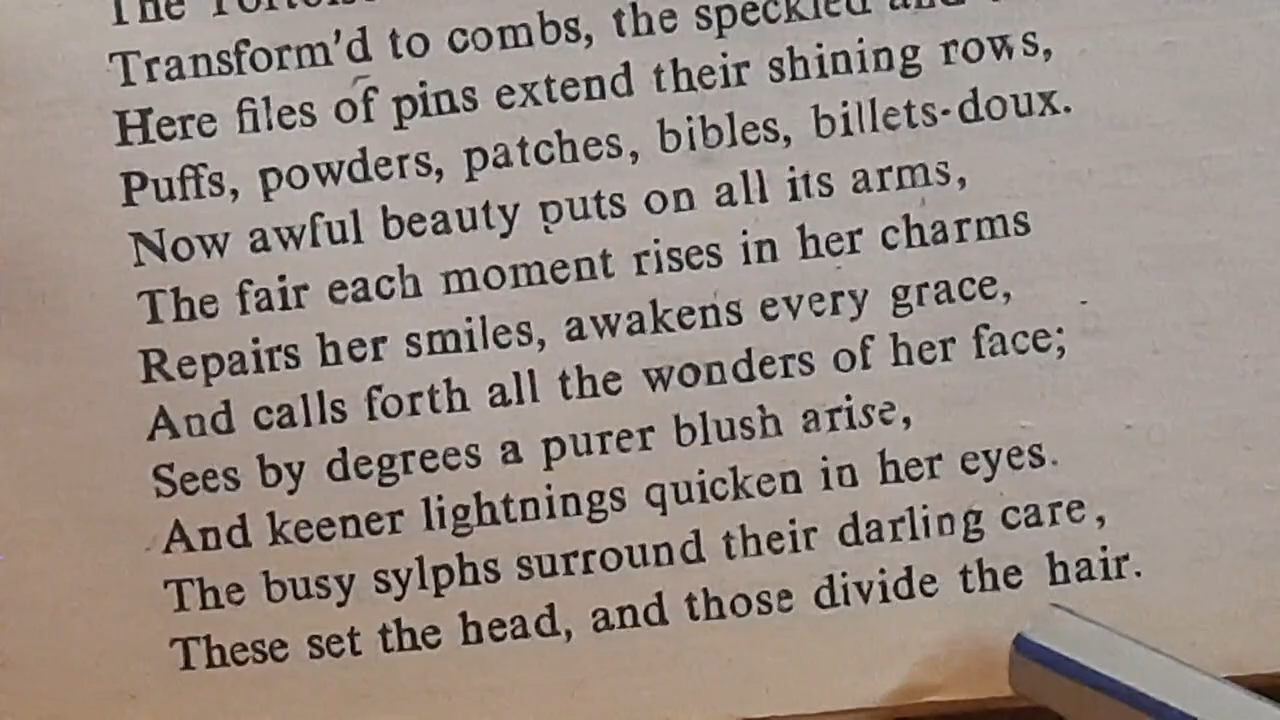 The
Transform'd to combs, the speckled and
Here files of pins extend their shining rows,
Puffs, powders, patches, bibles, billets-doux.
Now awful beauty puts on all its arms,
The fair each moment rises in her charms
Repairs her smiles, awakens every grace,
And calls forth all the wonders of her face;
Sees by degrees a purer blush arise,
And keener lightnings quicken in her eyes.
The busy sylphs surround their darling care,
These set the head, and those divide the hair.